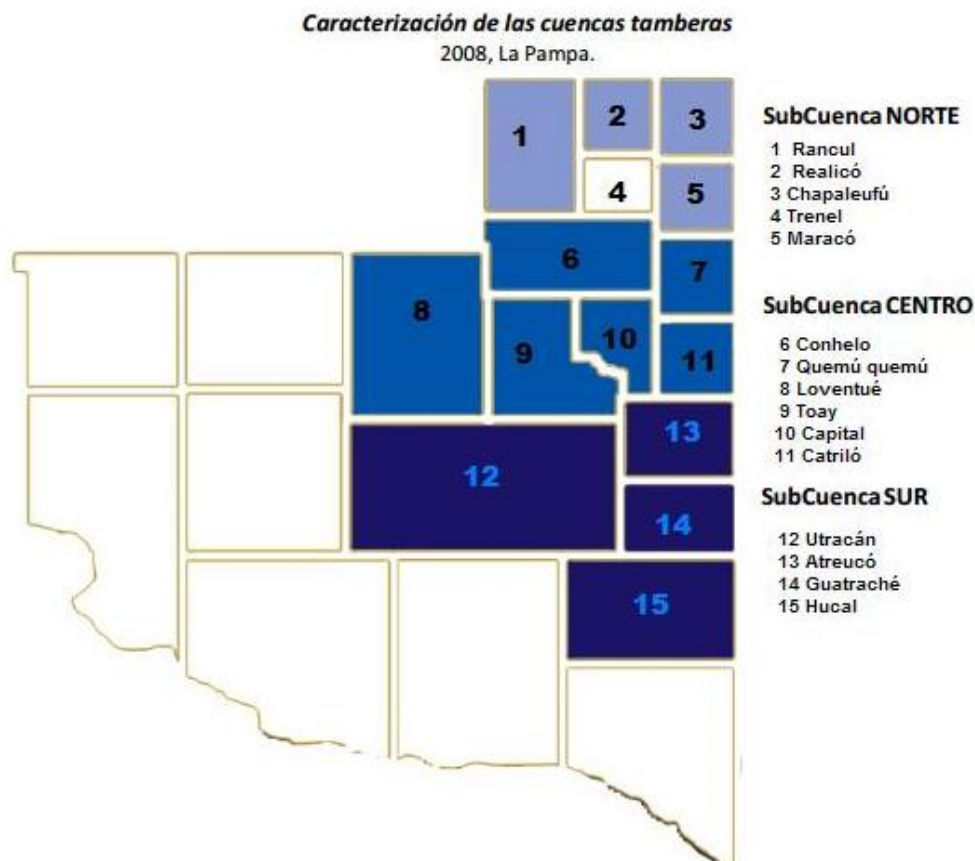 Caracterización de las cuencas tamberas
2008, La Pampa.
1
2
3
4
5
6
7
8
9
10
11
12
13
14
15
SubCuenca NORTE
1 Rancul
2 Realicó
3 Chapaleufú
4 Trenel
5 Maracó
SubCuenca CENTRO
6 Conhelo
7 Quemú quemú
8 Loventué
9 Toay
10 Capital
11 Catriló
SubCuenca SUR
12 Utracán
13 Atreucó
14 Guatraché
15 Hucal